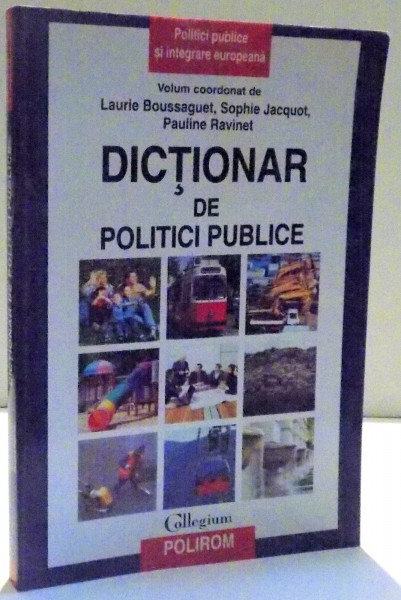 Politici publice
și integrare europeană
Volum coordonat de
Laurie Boussaguet, Sophie Jacquot,
Pauline Ravinet
DICȚIONAR
DE
POLITICI PUBLICE
Collegium
POLIROM